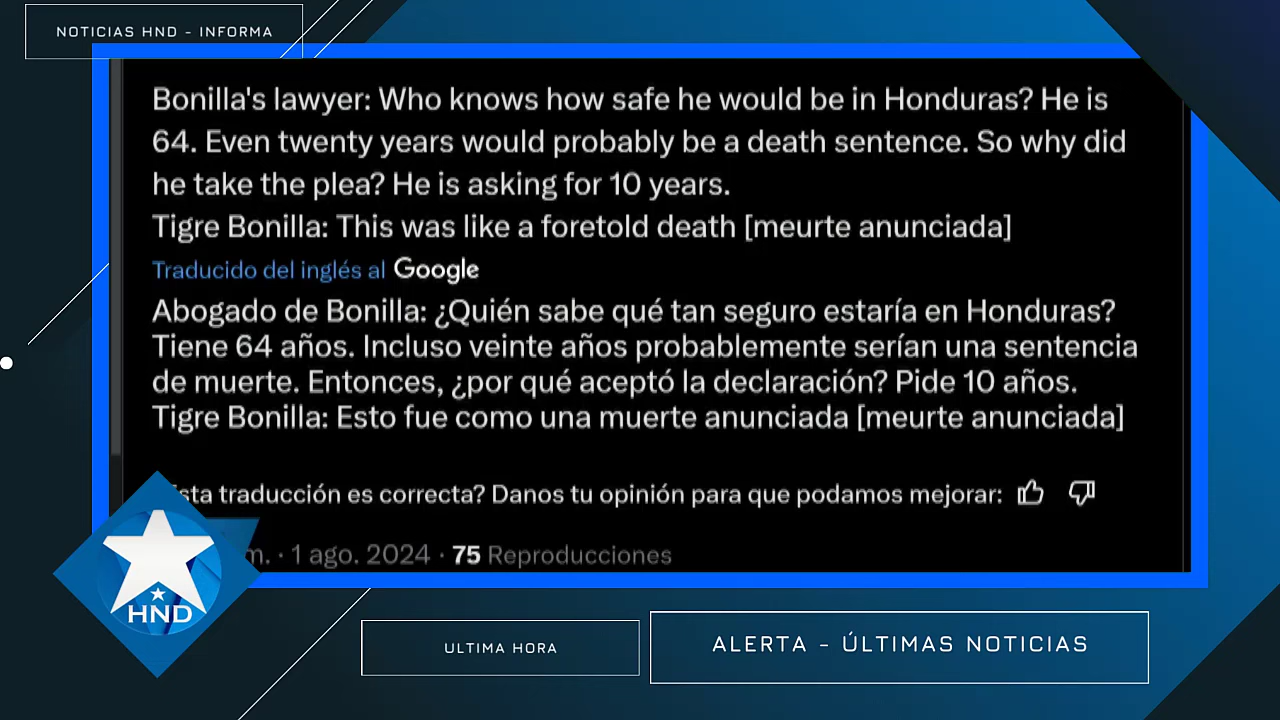 NOTICIAS HND - INFORMA
Bonilla's lawyer: Who knows how safe he would be in Honduras? He is
64. Even twenty years would probably be a death sentence. So why did
he take the plea? He is asking for 10 years.
Tigre Bonilla: This was like a foretold death [meurte anunciada]
Traducido del inglés al Google
Abogado de Bonilla: ¿Quién sabe qué tan seguro estaría en Honduras?
Tiene 64 años. Incluso veinte años probablemente serían una sentencia
de muerte. Entonces, ¿por qué aceptó la declaración? Pide 10 años.
Tigre Bonilla: Esto fue como una muerte anunciada [meurte anunciada]
sta traducción es correcta? Danos tu opinión para que podamos mejorar:
m. · 1 ago. 2024 · 75 Reproducciones
HND
ULTIMA HORA
ALERTA - ÚLTIMAS NOTICIAS